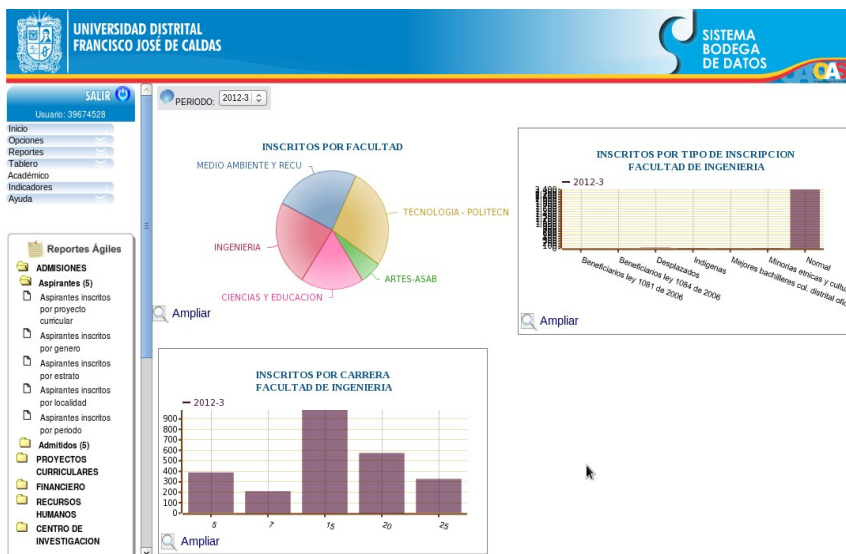 UNIVERSIDAD DISTRITAL
FRANCISCO JOSÉ DE CALDAS
SISTEMA
BODEGA
DE DATOS
OAS
SALIR
Usuario: 39674528
Inicio
Opciones
Reportes
Tablero
Académico
Indicadores
Ayuda
Reportes Ágiles
ADMISIONES
Aspirantes (5)
Aspirantes inscritos
por proyecto
curricular
Aspirantes inscritos
por genero
Aspirantes inscritos
por estrato
Aspirantes inscritos
por localidad
Aspirantes inscritos
por periodo
Admitidos (5)
PROYECTOS
CURRICULARES
FINANCIERO
RECURSOS
HUMANOS
CENTRO DE
INVESTIGACION
PERIODO: 2012-3
INSCRITOS POR FACULTAD
MEDIO AMBIENTE Y RECU
TECNOLOGIA - POLITECN
INGENIERIA
ARTES-ASAB
CIENCIAS Y EDUCACION
Ampliar
INSCRITOS POR TIPO DE INSCRIPCION
FACULTAD DE INGENIERIA
2012-3
100
0
Beneficiarios ley 1081 de 2006
Beneficiarios ley 1084 de 2006
Desplazados
Indigenas
Mejores bachilleres col. distrital ofic
Minorias etnicas y cultu
Normal
Ampliar
INSCRITOS POR CARRERA
FACULTAD DE INGENIERIA
2012-3
900
800
700
600
500
400
300
200
100
0
5 7 15 20 25
Ampliar